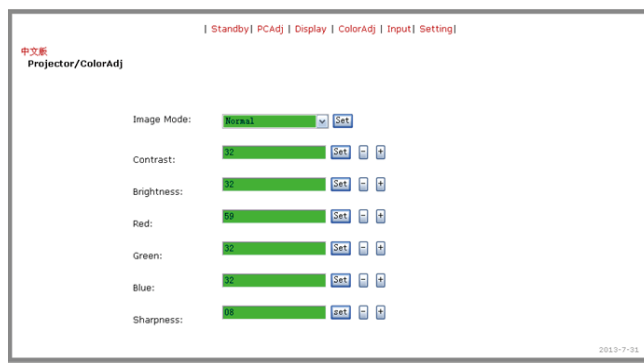 | Standby| PCAdj | Display | ColorAdj | Input| Setting|
中文版
Projector/ColorAdj
Image Mode: Normal Set
Contrast: 32 Set - +
Brightness: 32 Set - +
Red: 59 Set - +
Green: 32 Set - +
Blue: 32 Set - +
Sharpness: 08 set - +
2013-7-31